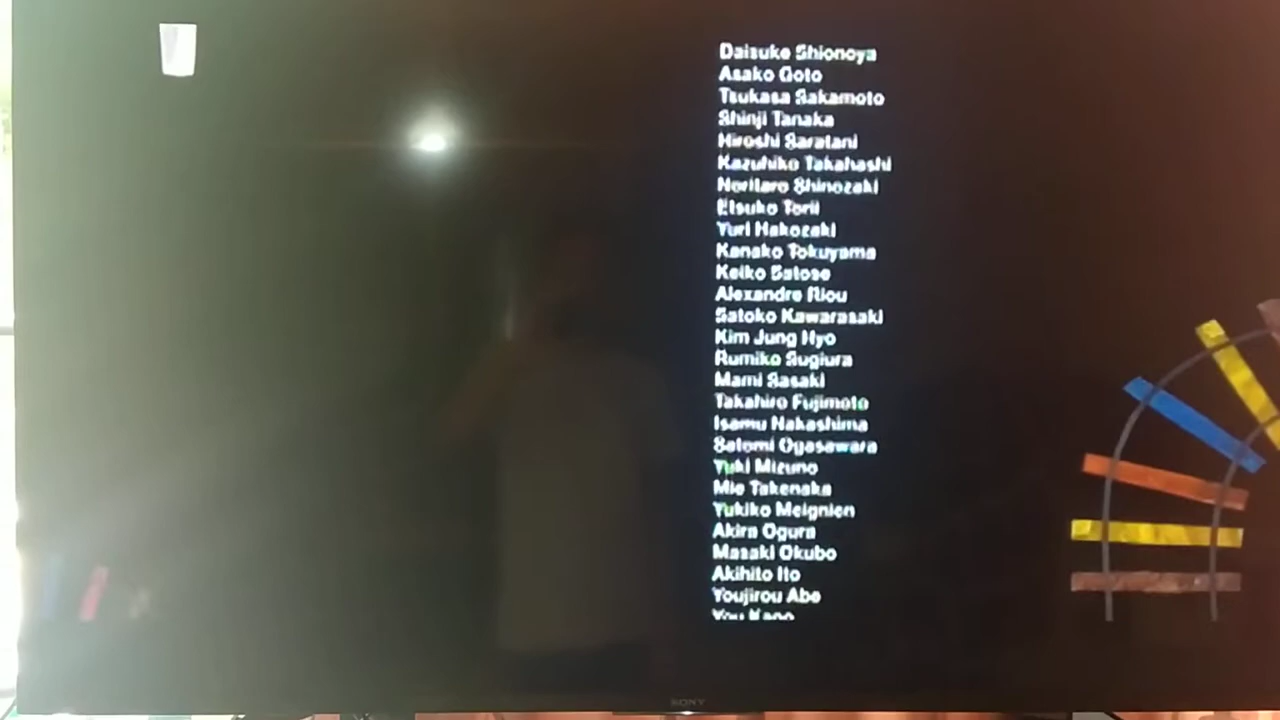 Daisuke Shionoya
Asako Goto
Tsukasa Sakamoto
Shinji Tanaka
Hiroshi Saratani
Kazuhiko Takahashi
Noritaro Shinozaki
Etsuko Torii
Yuri Hakozaki
Kanako Tokuyama
Keiko Satose
Alexandre Riou
Satoko Kawarasaki
Kim Jung Hyo
Rumiko Sugiura
Mami Sasaki
Takahiro Fujimoto
Isamu Nakashima
Satomi Ogasawara
Yuki Mizuno
Mie Takenaka
Yukiko Meignien
Akira Ogura
Masaki Okubo
Akihito Ito
Youjirou Abe
You
SONY